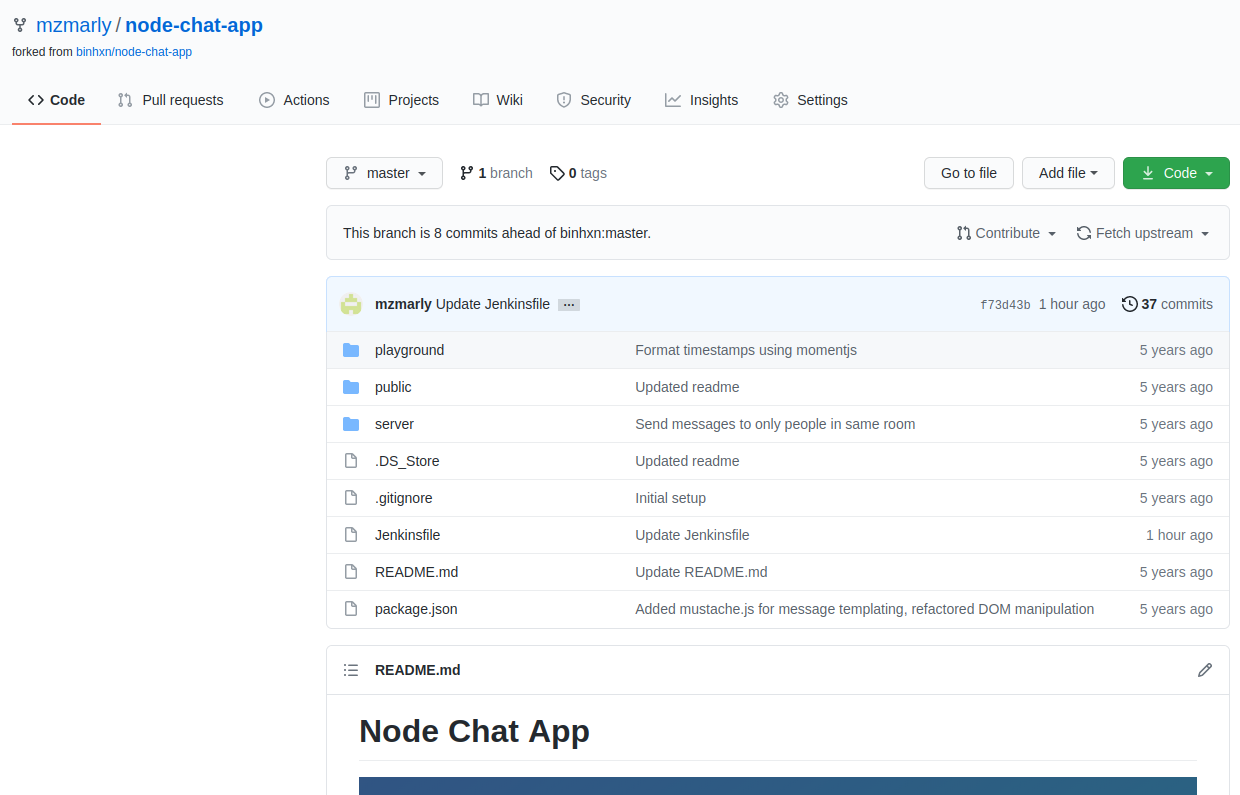 mzmarly / node-chat-app
forked from binhxn/node-chat-app
Code Pull requests Actions Projects Wiki Security Insights Settings
master 1 branch 0 tags Go to file Add file Code
This branch is 8 commits ahead of binhxn:master. Contribute Fetch upstream
mzmarly Update Jenkinsfile ... f73d43b 1 hour ago 37 commits
playground Format timestamps using momentjs 5 years ago
public Updated readme 5 years ago
server Send messages to only people in same room 5 years ago
.DS_Store Updated readme 5 years ago
.gitignore Initial setup 5 years ago
Jenkinsfile Update Jenkinsfile 1 hour ago
README.md Update README.md 5 years ago
package.json Added mustache.js for message templating, refactored DOM manipulation 5 years ago
README.md
Node Chat App